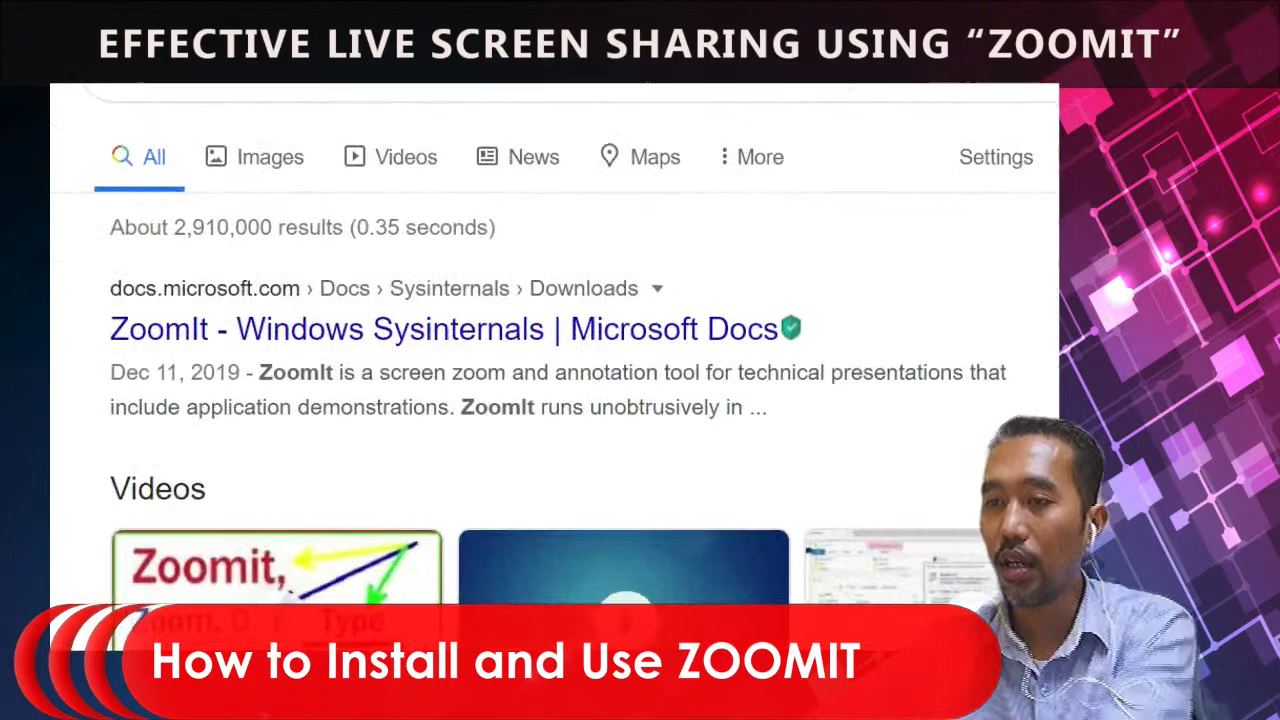 EFFECTIVE LIVE SCREEN SHARING USING “ZOOMIT”
All Images Videos News Maps More Settings
About 2,910,000 results (0.35 seconds)
docs.microsoft.com › Docs › Sysinternals › Downloads
ZoomIt - Windows Sysinternals | Microsoft Docs
Dec 11, 2019 - ZoomIt is a screen zoom and annotation tool for technical presentations that
include application demonstrations. ZoomIt runs unobtrusively in ...
Videos
Zoomit,
Zoom, Type
How to Install and Use ZOOMIT